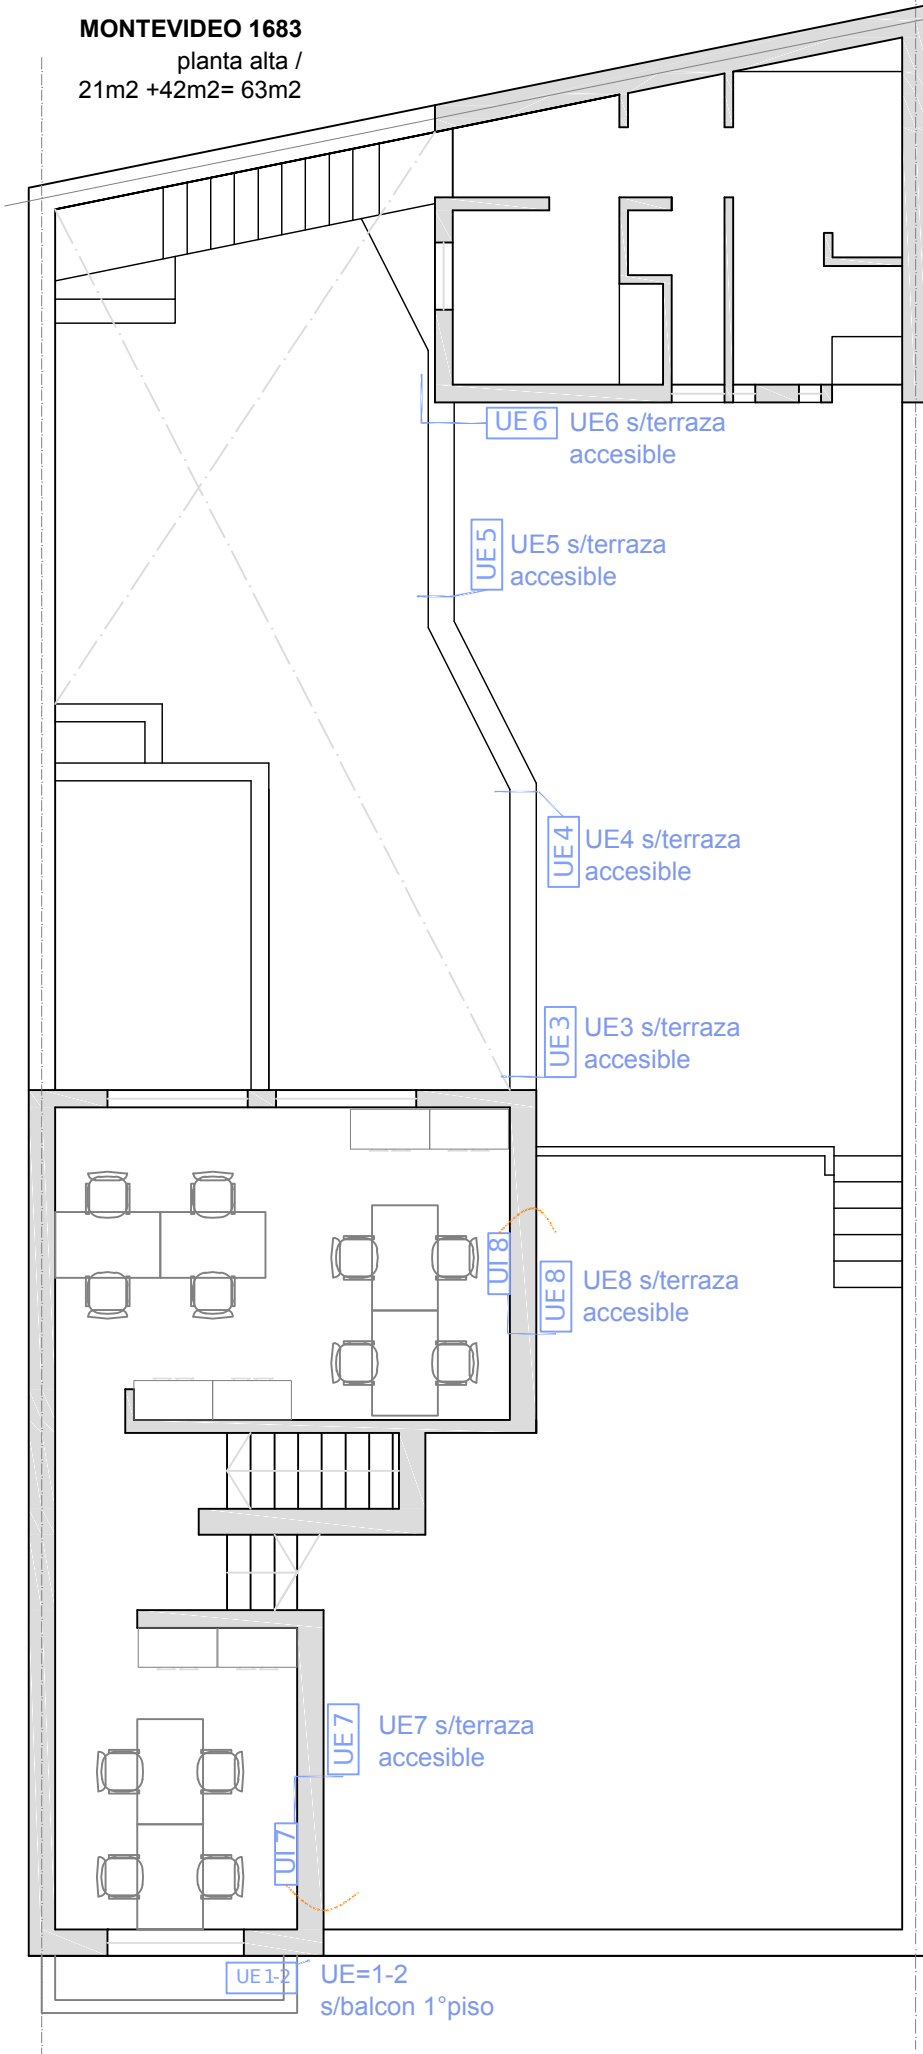 MONTEVIDEO 1683
planta alta /
21m2 +42m2= 63m2
UE 6
UE6 s/terraza
accesible
UE 5
UE5 s/terraza
accesible
UE 4
UE4 s/terraza
accesible
UE 3
UE3 s/terraza
accesible
UI 8
UE 8
UE8 s/terraza
accesible
UE 7
UE7 s/terraza
accesible
UI 7
UE 1-2
UE=1-2
s/balcon 1°piso